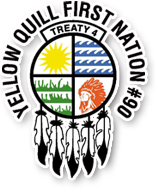 YELLOW QUILL FIRST NATION #90
TREATY 4